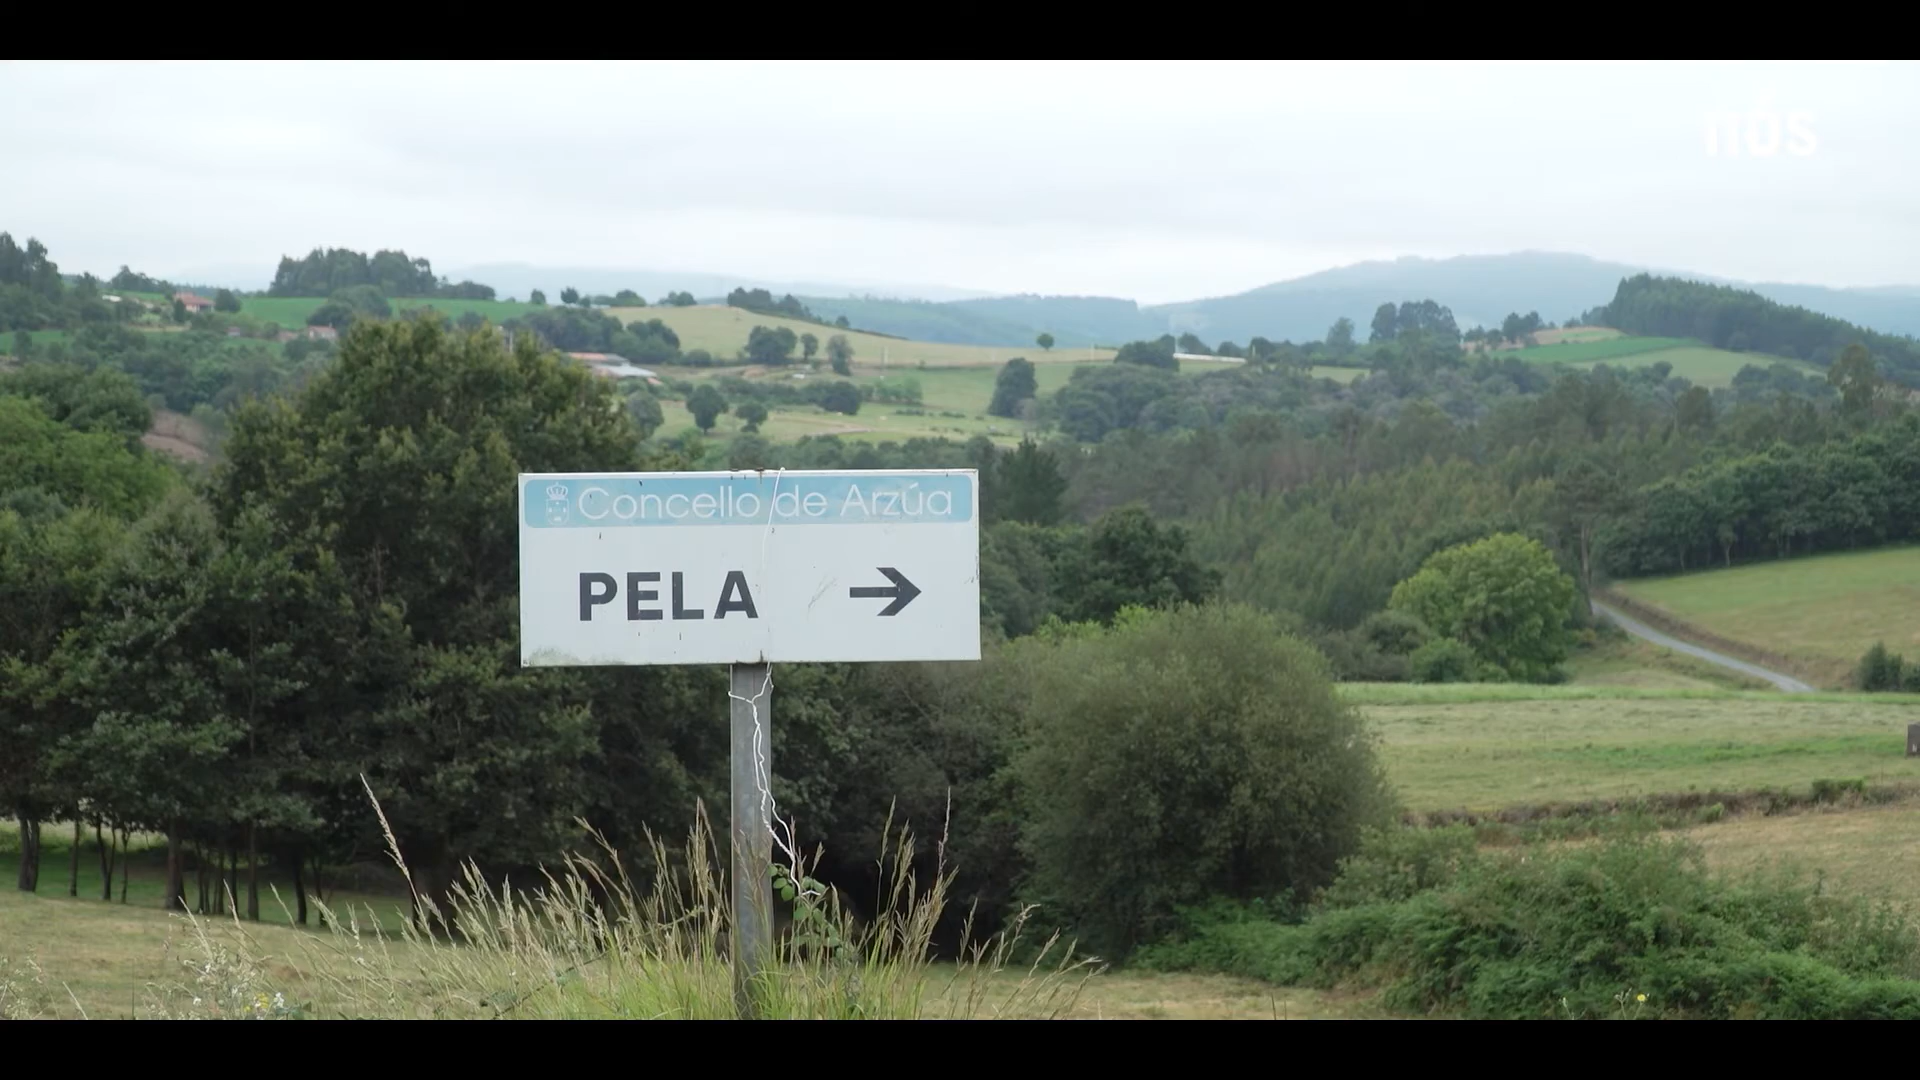 nós
Concello de Arzúa
PELA →